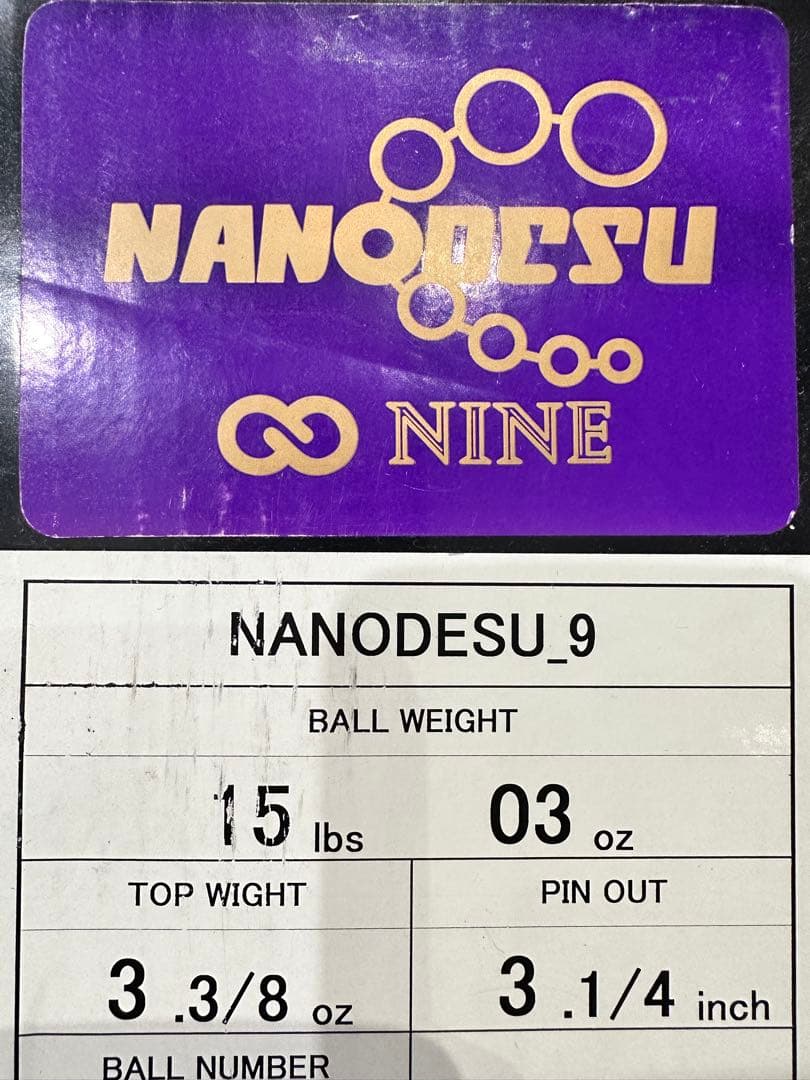 NANODESU
∞ NINE
NANODESU_9
BALL WEIGHT
15 lbs 03 oz
TOP WIGHT PIN OUT
3 .3/8 oz 3 .1/4 inch
BALL NUMBER